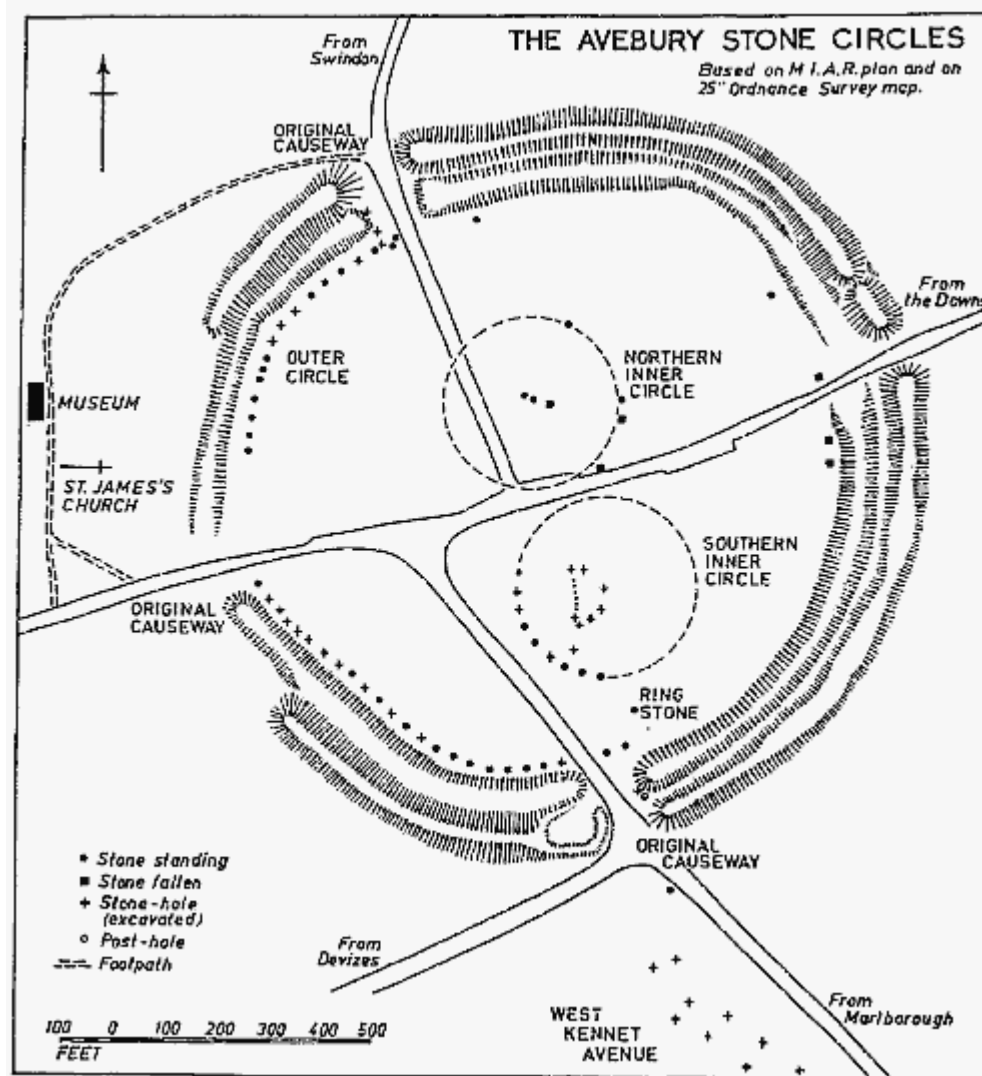 THE AVEBURY STONE CIRCLES
Based on M I.A.R. plan and on
25" Ordnance Survey map.
From
Swindon
ORIGINAL
CAUSEWAY
From
the Downs
OUTER
CIRCLE
NORTHERN
INNER
CIRCLE
MUSEUM
ST. JAMES'S
CHURCH
SOUTHERN
INNER
CIRCLE
ORIGINAL
CAUSEWAY
RING
STONE
ORIGINAL
CAUSEWAY
Stone standing
Stone fallen
Stone-hole
(excavated)
Post-hole
Footpath
From
Devizes
From
Marlborough
WEST
KENNET
AVENUE
100 0 100 200 300 400 500
FEET